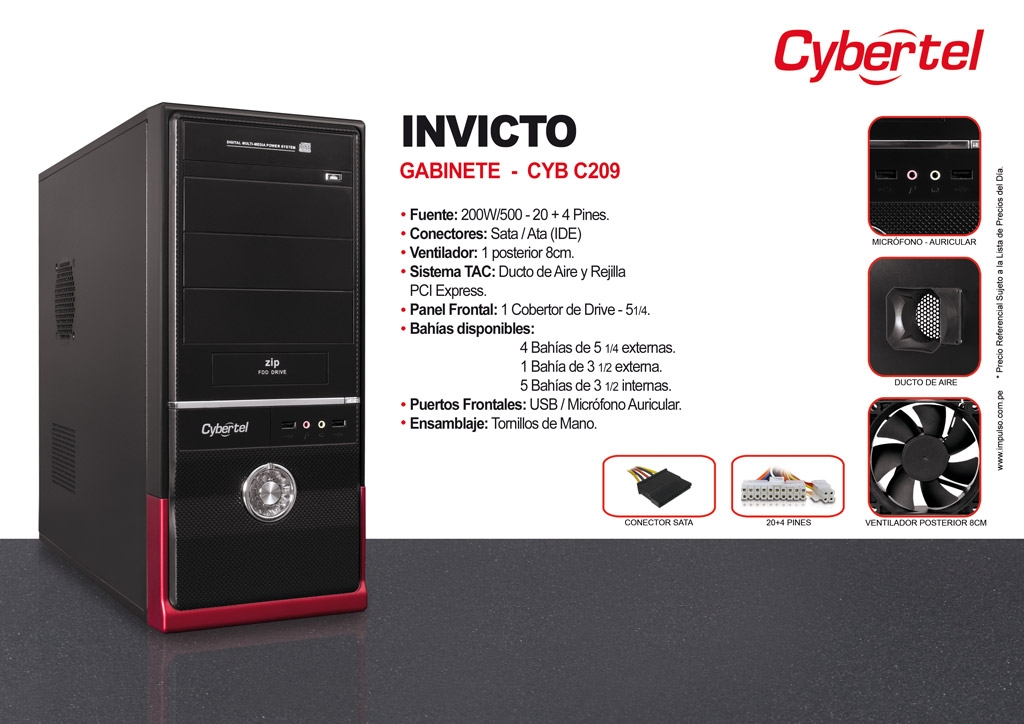 Cybertel
INVICTO
GABINETE - CYB C209
• Fuente: 200W/500 - 20 + 4 Pines.
• Conectores: Sata / Ata (IDE)
• Ventilador: 1 posterior 8cm.
• Sistema TAC: Ducto de Aire y Rejilla
PCI Express.
• Panel Frontal: 1 Cobertor de Drive - 51/4.
• Bahías disponibles:
4 Bahías de 5 1/4 externas.
1 Bahía de 3 1/2 externa.
5 Bahías de 3 1/2 internas.
• Puertos Frontales: USB / Micrófono Auricular.
• Ensamblaje: Tornillos de Mano.
DIGITAL MULTI-MEDIA POWER SYSTEM
zip
FDD DRIVE
Cybertel
CONECTOR SATA
20+4 PINES
MICRÓFONO - AURICULAR
DUCTO DE AIRE
VENTILADOR POSTERIOR 8CM
www.impulso.com.pe * Precio Referencial Sujeto a la Lista de Precios del Día.